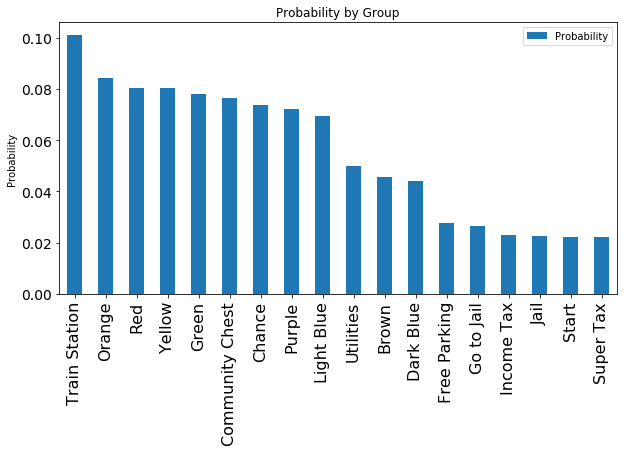 Probability by Group
Probability
0.10
0.08
0.06
0.04
0.02
0.00
Probability
Train Station
Orange
Red
Yellow
Green
Community Chest
Chance
Purple
Light Blue
Utilities
Brown
Dark Blue
Free Parking
Go to Jail
Income Tax
Jail
Start
Super Tax